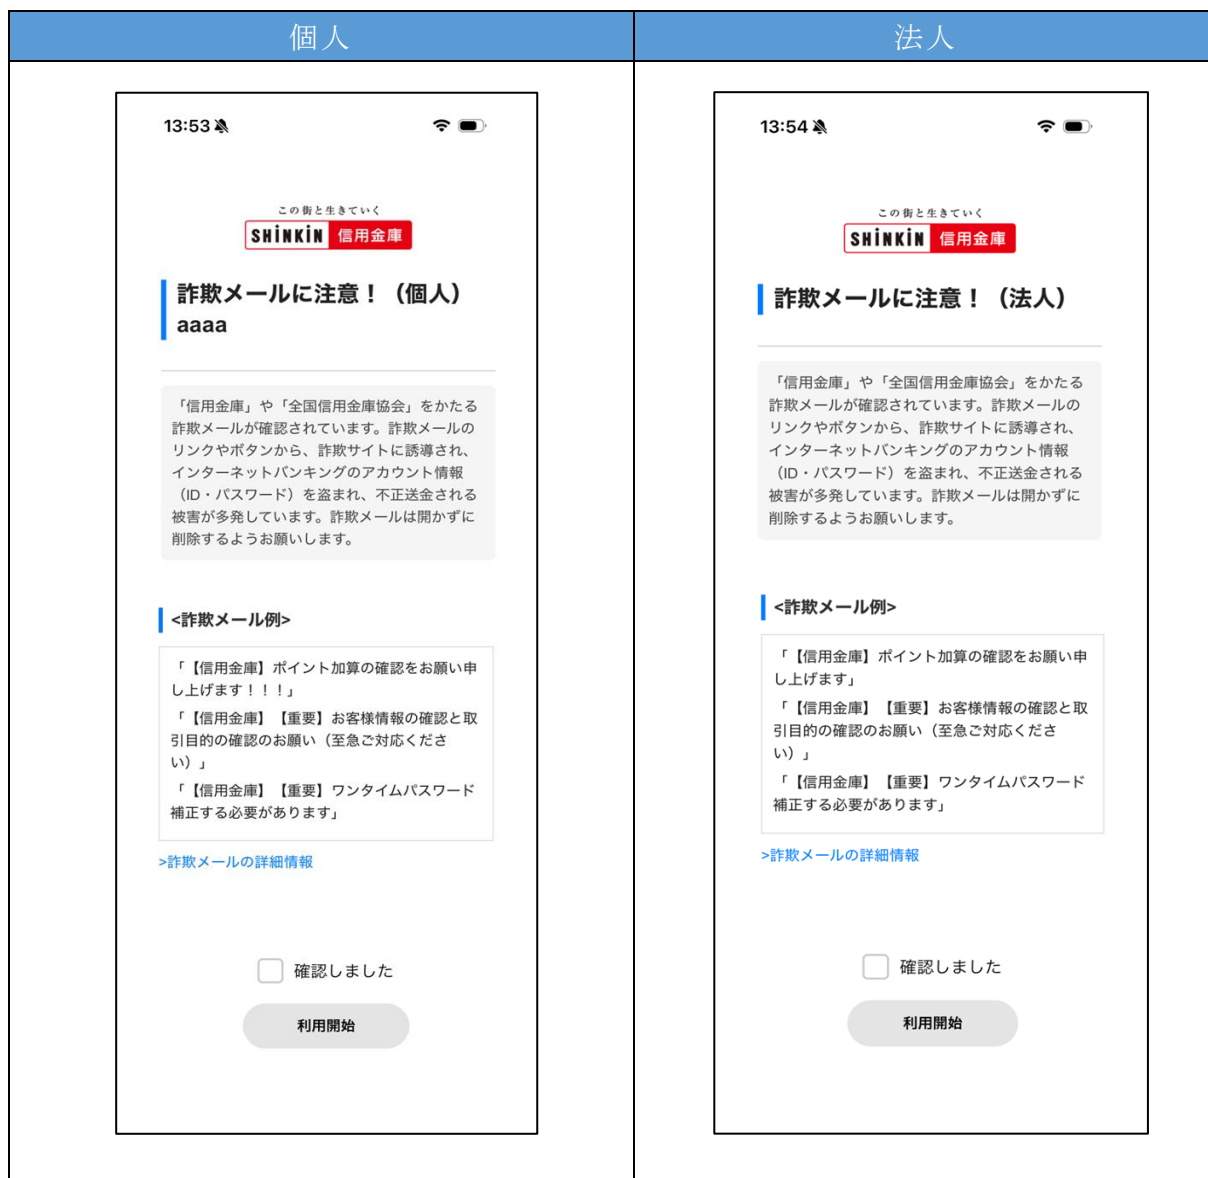 個人
13:53
この街と生きていく
SHINKIN 信用金庫
詐欺メールに注意！（個人）
aaaa
「信用金庫」や「全国信用金庫協会」をかたる
詐欺メールが確認されています。詐欺メールの
リンクやボタンから、詐欺サイトに誘導され、
インターネットバンキングのアカウント情報
（ID・パスワード）を盗まれ、不正送金される
被害が多発しています。詐欺メールは開かずに
削除するようお願いします。
<詐欺メール例>
「【信用金庫】ポイント加算の確認をお願い申
し上げます！！！」
「【信用金庫】【重要】お客様情報の確認と取
引目的の確認のお願い（至急ご対応くださ
い）」
「【信用金庫】【重要】ワンタイムパスワード
補正する必要があります」
>詐欺メールの詳細情報
確認しました
利用開始
法人
13:54
この街と生きていく
SHINKIN 信用金庫
詐欺メールに注意！（法人）
「信用金庫」や「全国信用金庫協会」をかたる
詐欺メールが確認されています。詐欺メールの
リンクやボタンから、詐欺サイトに誘導され、
インターネットバンキングのアカウント情報
（ID・パスワード）を盗まれ、不正送金される
被害が多発しています。詐欺メールは開かずに
削除するようお願いします。
<詐欺メール例>
「【信用金庫】ポイント加算の確認をお願い申
し上げます」
「【信用金庫】【重要】お客様情報の確認と取
引目的の確認のお願い（至急ご対応くださ
い）」
「【信用金庫】【重要】ワンタイムパスワード
補正する必要があります」
>詐欺メールの詳細情報
確認しました
利用開始